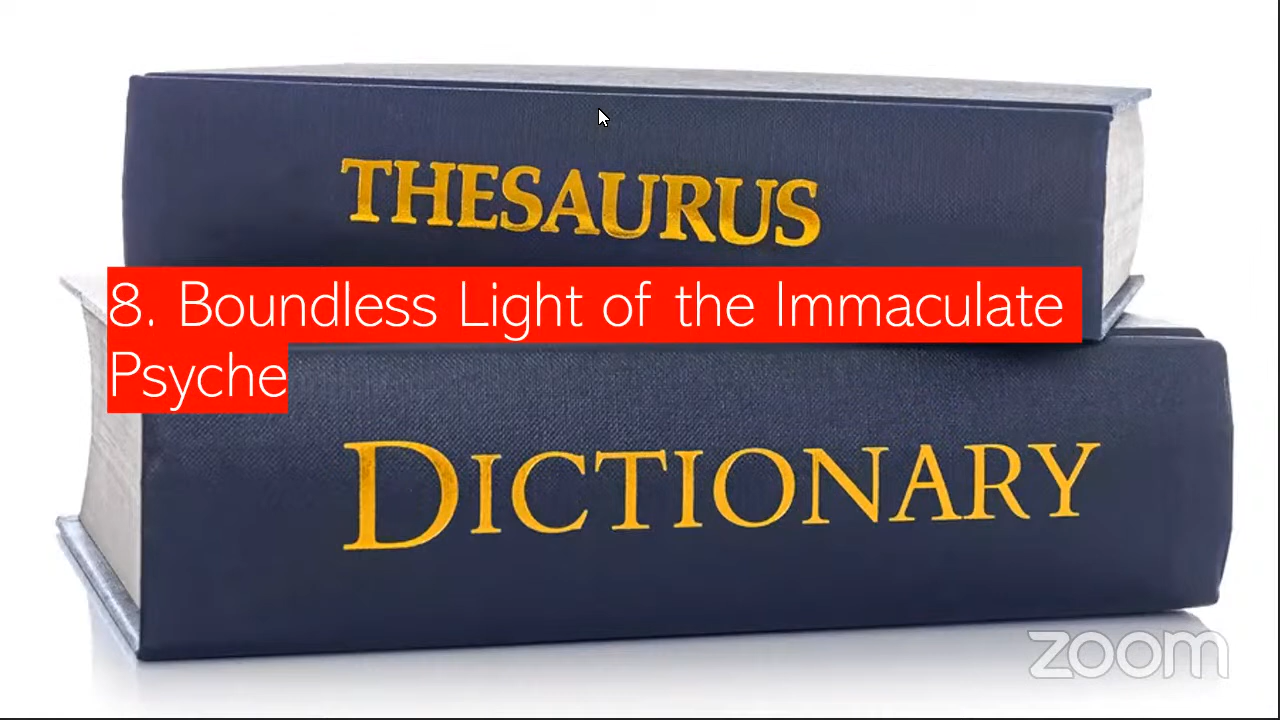 THESAURUS
8. Boundless Light of the Immaculate
Psyche
DICTIONARY
zoom